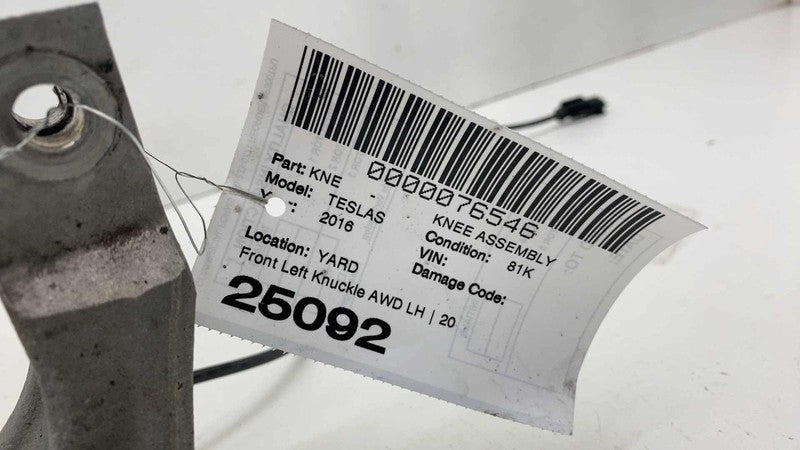 0000076546
Part: KNE - KNEE ASSEMBLY
Model: TESLAS Condition: 81K
Year: 2016 VIN:
Location: YARD Damage Code:
Front Left Knuckle AWD LH | 20
25092